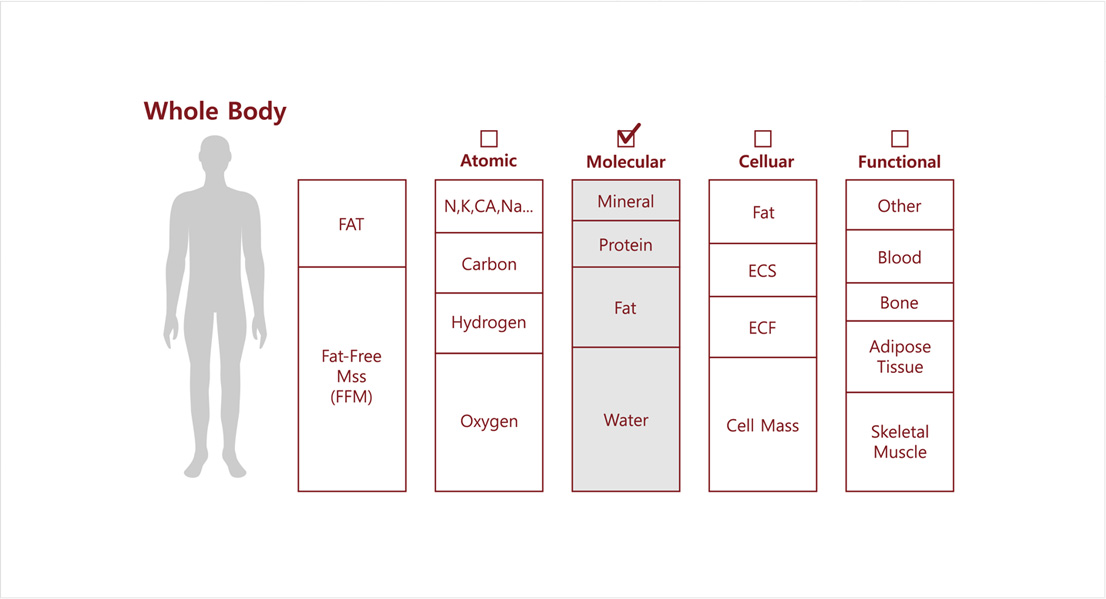 Whole Body
FAT
Fat-Free
Mss
(FFM)
Atomic
N,K,CA,Na...
Carbon
Hydrogen
Oxygen
Molecular
Mineral
Protein
Fat
Water
Celluar
Fat
ECS
ECF
Cell Mass
Functional
Other
Blood
Bone
Adipose
Tissue
Skeletal
Muscle